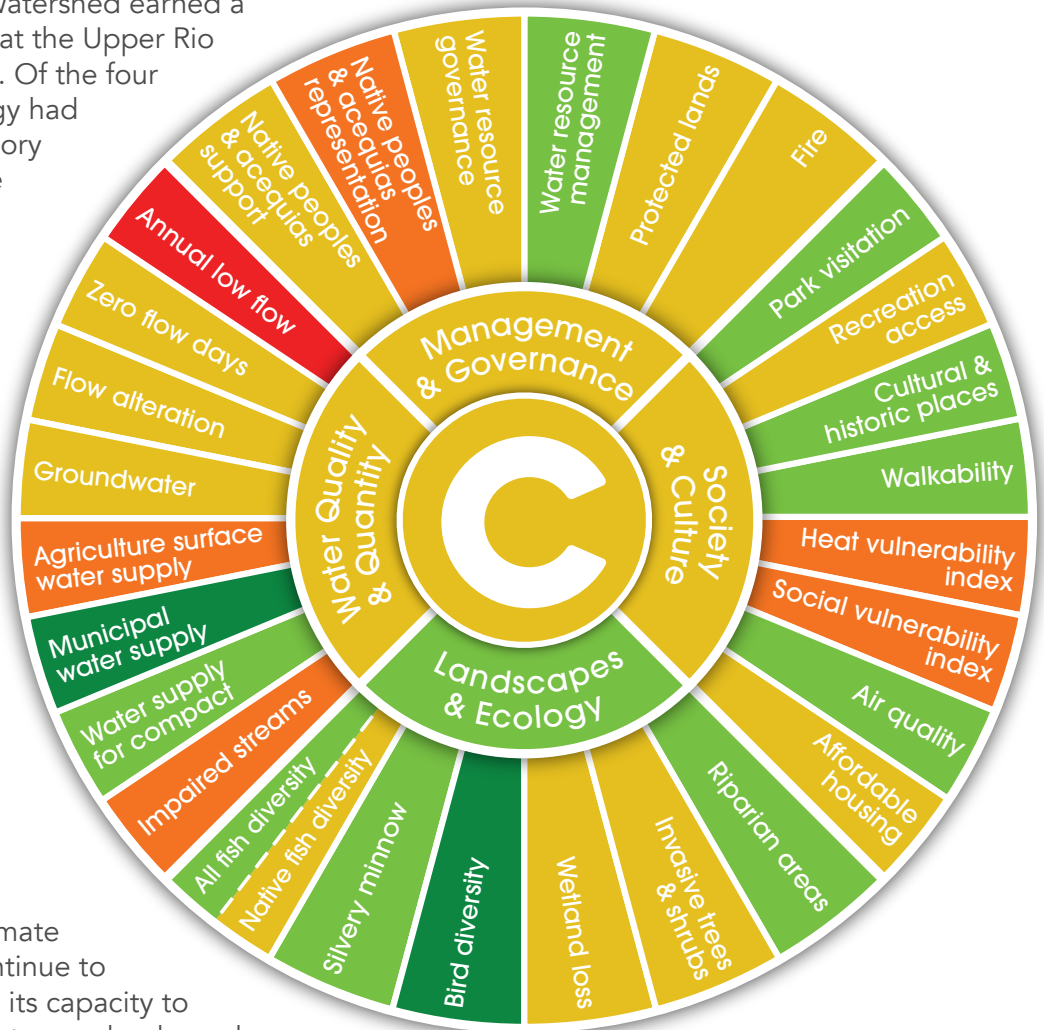 Watershed earned a
at the Upper Rio
. Of the four
gy had
ory
Water resource
management
Protected lands
Fire
Park visitation
Recreation
access
Cultural &
historic places
Walkability
Heat vulnerability
index
Social vulnerability
index
Air quality
Affordable
housing
Riparian areas
Invasive trees
& shrubs
Wetland loss
Bird diversity
Silvery minnow
Native fish diversity
All fish diversity
Impaired streams
Water supply
for compact
Municipal
water supply
Agriculture surface
water supply
Groundwater
Flow alteration
Zero flow days
Annual low flow
Native peoples
& acequias
support
Native peoples
& acequias
representation
Water resource
governance
Management
& Governance
Society
& Culture
Landscapes
& Ecology
Water Quality
& Quantity
C
mate
ntinue to
its capacity to